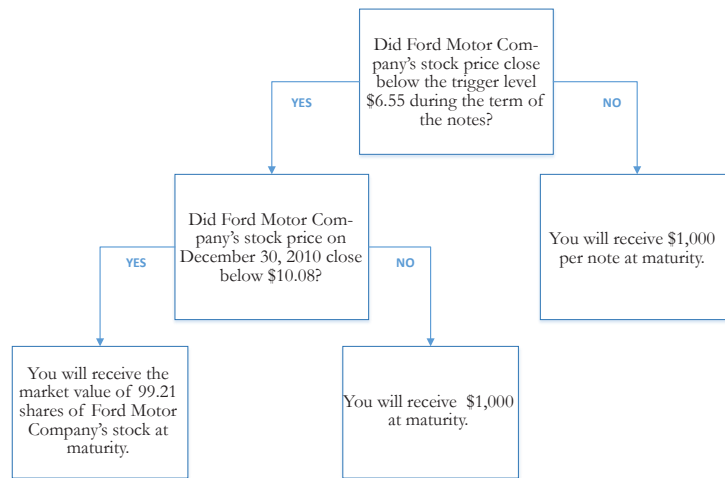 Did Ford Motor Com-
pany's stock price close
below the trigger level
$6.55 during the term of
the notes?
YES
NO
Did Ford Motor Com-
pany's stock price on
December 30, 2010 close
below $10.08?
You will receive $1,000
per note at maturity.
YES
NO
You will receive the
market value of 99.21
shares of Ford Motor
Company's stock at
maturity.
You will receive $1,000
at maturity.